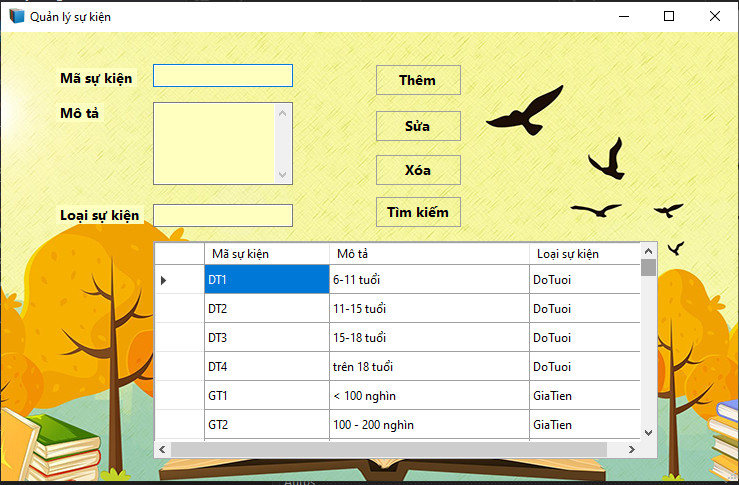 Quản lý sự kiện
Mã sự kiện
Thêm
Mô tả
Sửa
Xóa
Loại sự kiện
Tìm kiếm
Mã sự kiện Mô tả Loại sự kiện
DT1 6-11 tuổi DoTuoi
DT2 11-15 tuổi DoTuoi
DT3 15-18 tuổi DoTuoi
DT4 trên 18 tuổi DoTuoi
GT1 < 100 nghìn GiaTien
GT2 100 - 200 nghìn GiaTien